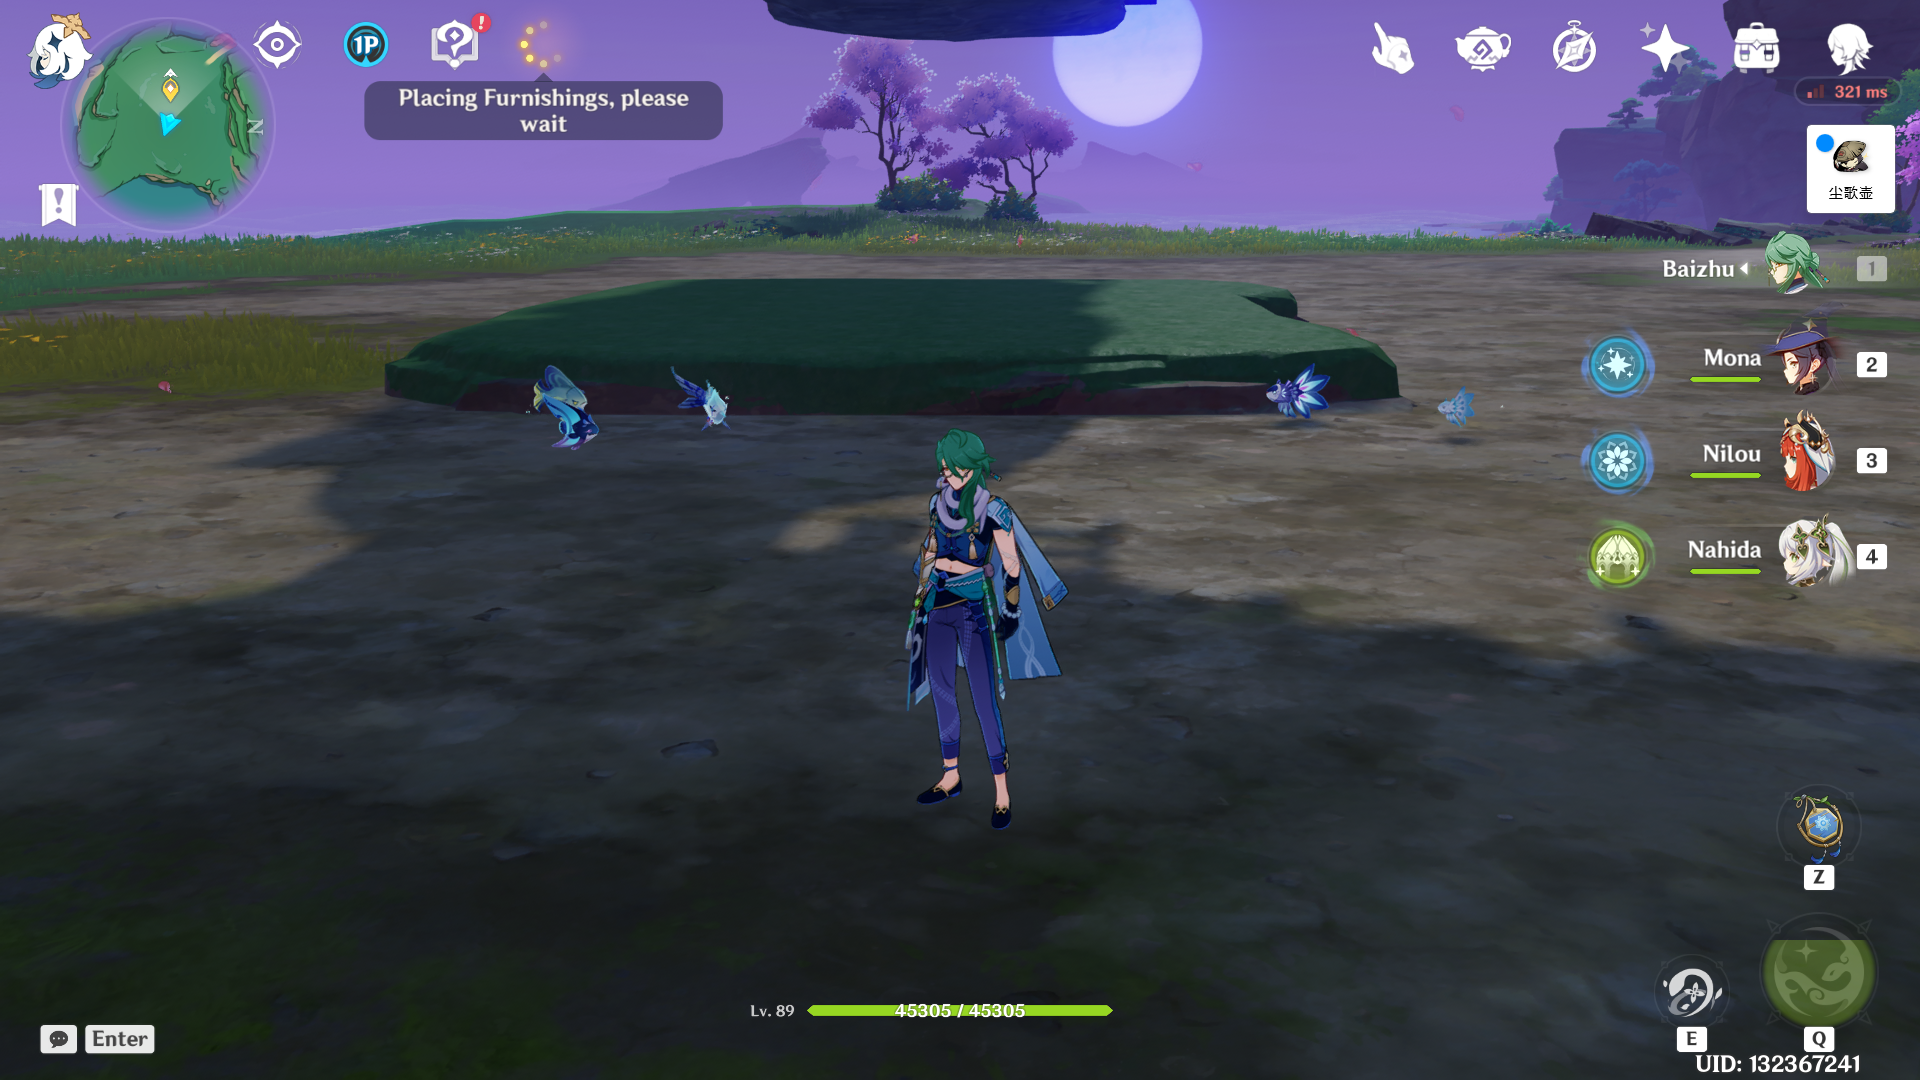 1P
!
Placing Furnishings, please
wait
N
321 ms
尘歌壶
Baizhu
1
Mona
2
Nilou
3
Nahida
4
Z
E
Q
Lv. 89
45305 / 45305
Enter
UID: 132367241